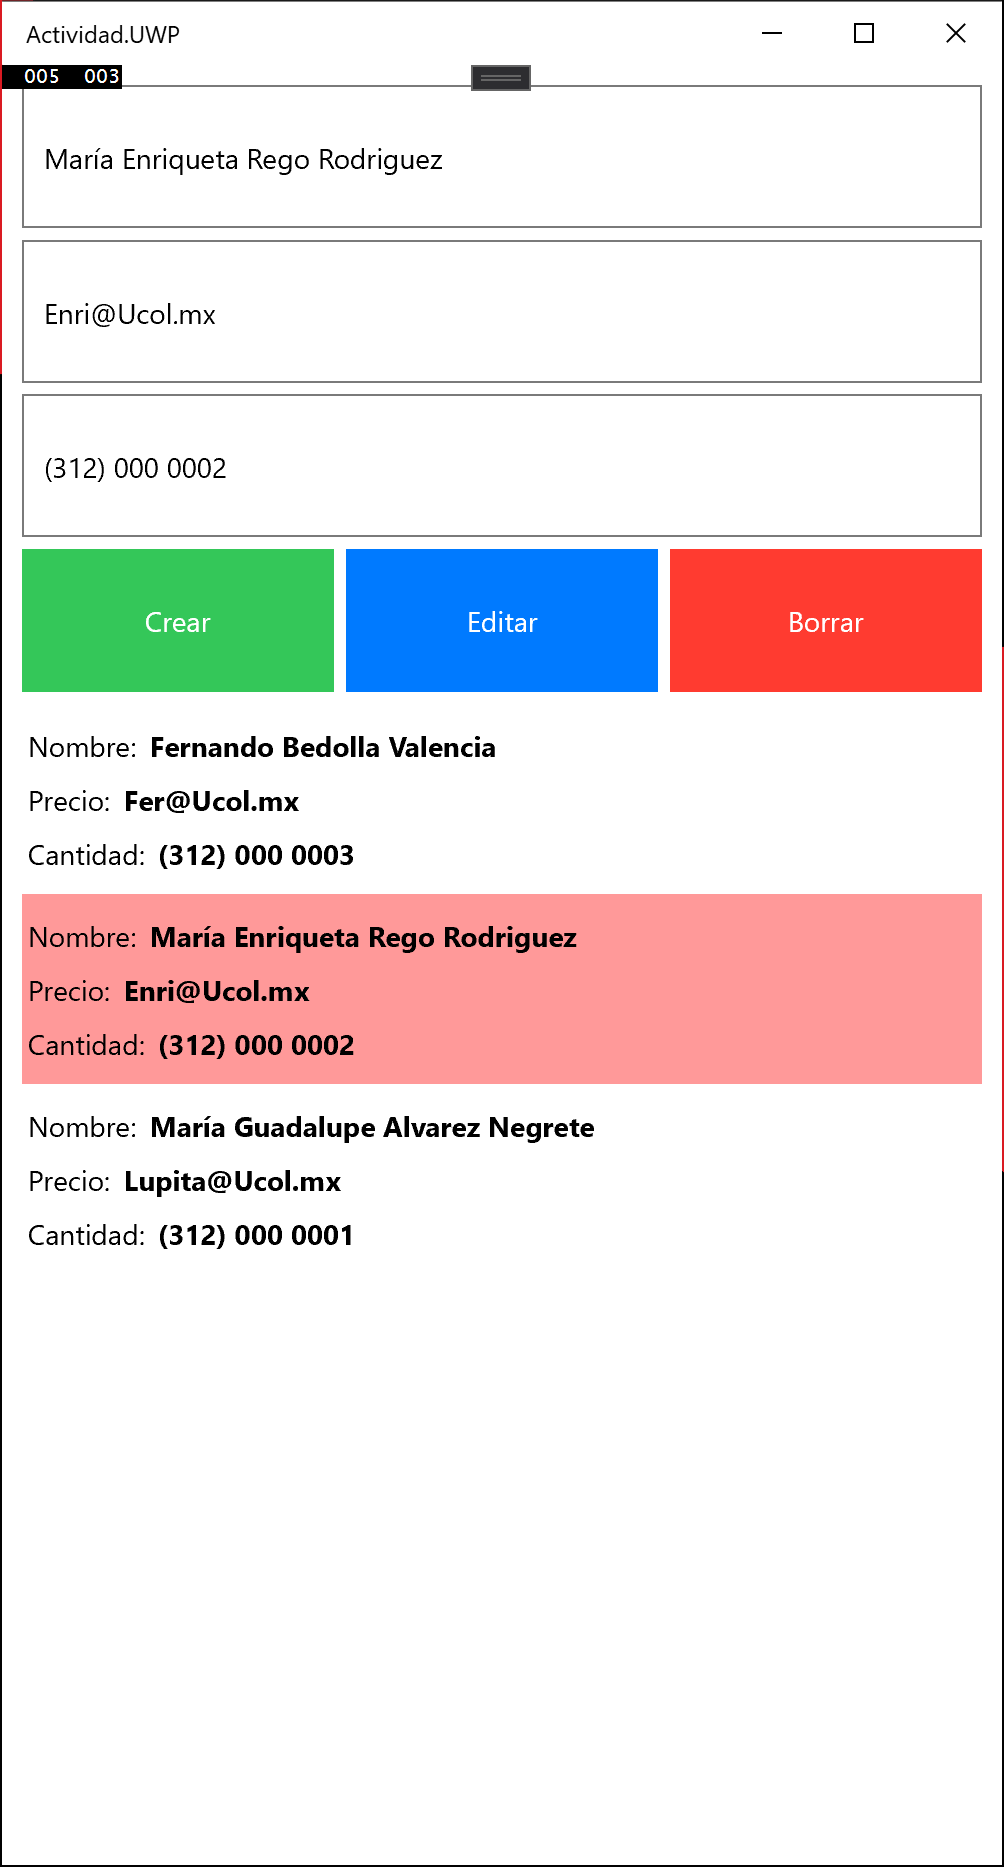 Actividad.UWP
005 003
María Enriqueta Rego Rodriguez
Enri@Ucol.mx
(312) 000 0002
Crear Editar Borrar
Nombre: Fernando Bedolla Valencia
Precio: Fer@Ucol.mx
Cantidad: (312) 000 0003
Nombre: María Enriqueta Rego Rodriguez
Precio: Enri@Ucol.mx
Cantidad: (312) 000 0002
Nombre: María Guadalupe Alvarez Negrete
Precio: Lupita@Ucol.mx
Cantidad: (312) 000 0001